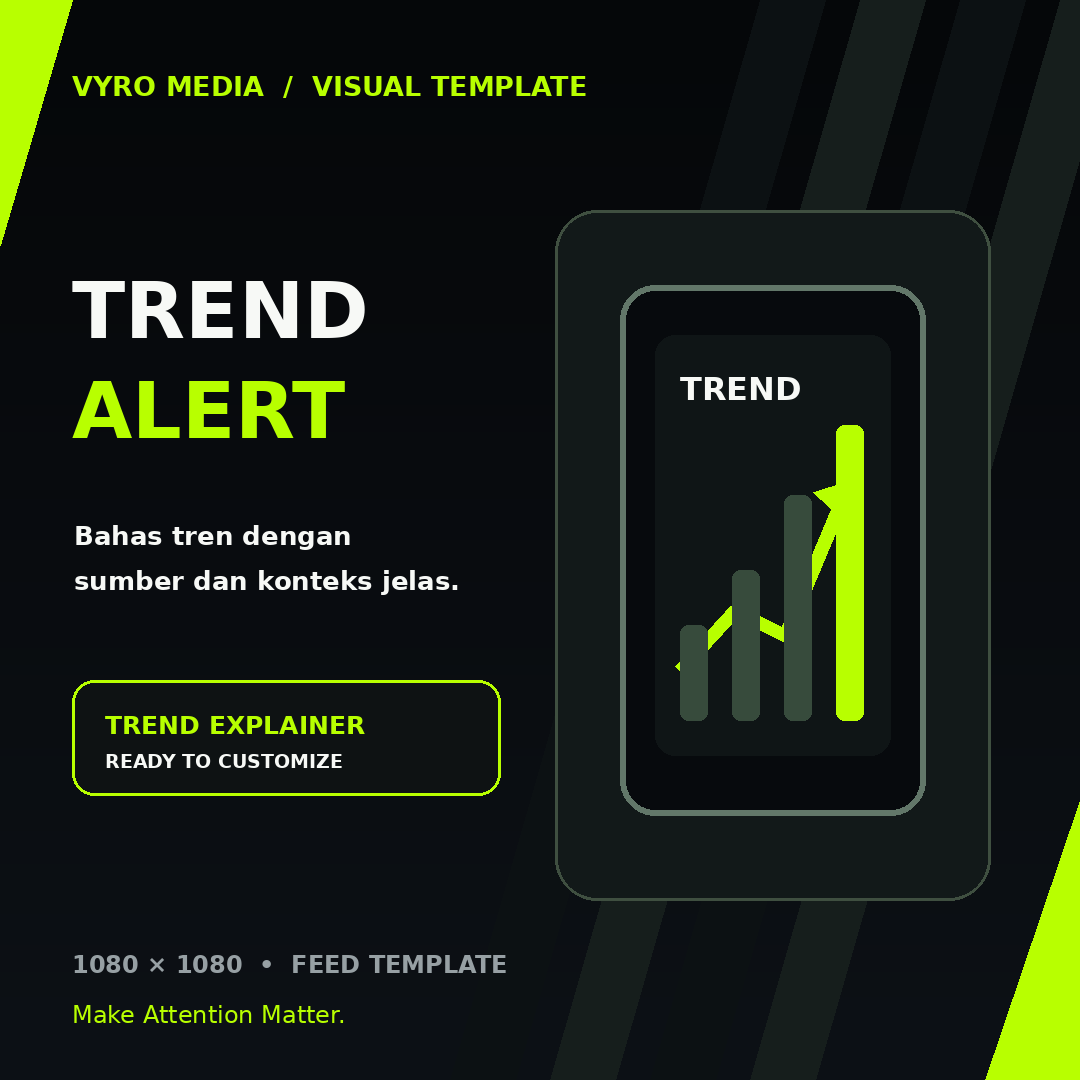 VYRO MEDIA / VISUAL TEMPLATE
TREND
ALERT
Bahas tren dengan
sumber dan konteks jelas.
TREND EXPLAINER
READY TO CUSTOMIZE
TREND
1080 × 1080 • FEED TEMPLATE
Make Attention Matter.